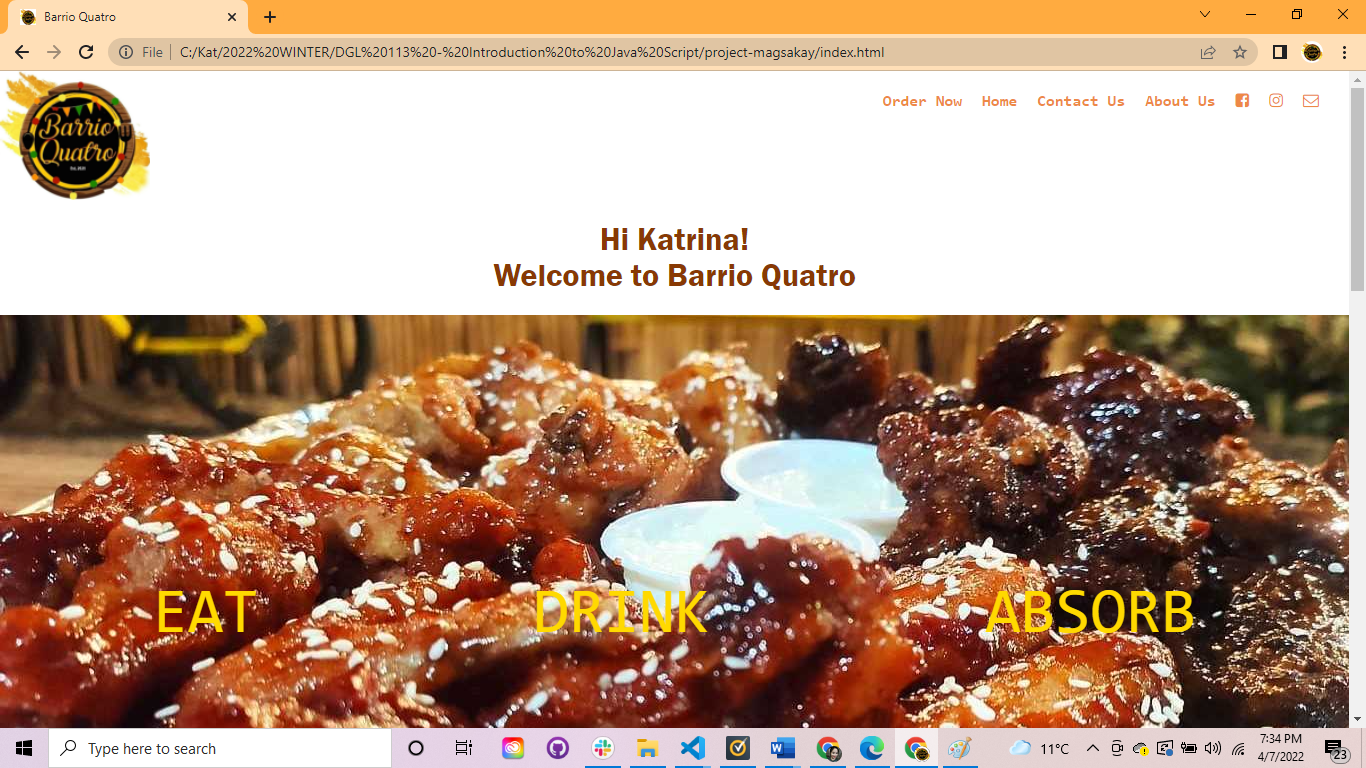 Barrio Quatro
File
C:/Kat/2022%20WINTER/DGL%20113%20-%20Introduction%20to%20Java%20Script/project-magsakay/index.html
Barrio
Quatro
Order Now Home Contact Us About Us
Hi Katrina!
Welcome to Barrio Quatro
EAT DRINK ABSORB
Type here to search
11°C
7:34 PM
4/7/2022
23